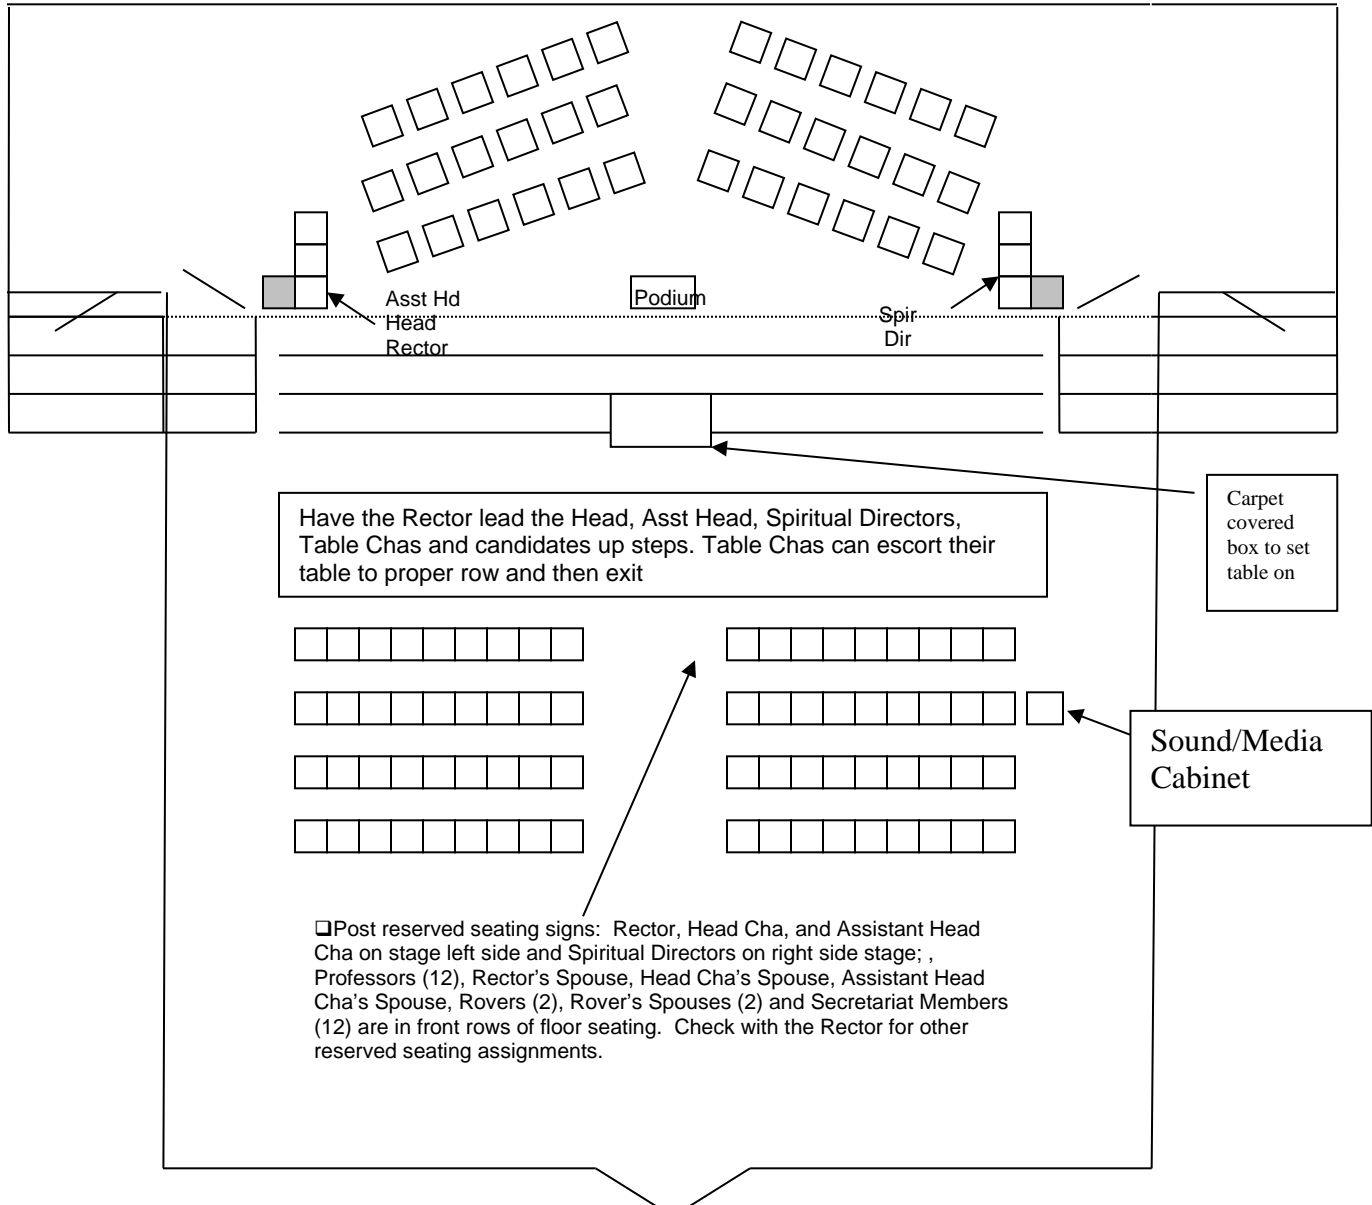 Asst Hd
Head
Rector
Podium
Spir
Dir
Have the Rector lead the Head, Asst Head, Spiritual Directors,
Table Chas and candidates up steps. Table Chas can escort their
table to proper row and then exit
Carpet
covered
box to set
table on
Sound/Media
Cabinet
❑Post reserved seating signs:  Rector, Head Cha, and Assistant Head
Cha on stage left side and Spiritual Directors on right side stage; ,
Professors (12), Rector’s Spouse, Head Cha’s Spouse, Assistant Head
Cha’s Spouse, Rovers (2), Rover’s Spouses (2) and Secretariat Members
(12) are in front rows of floor seating.  Check with the Rector for other
reserved seating assignments.